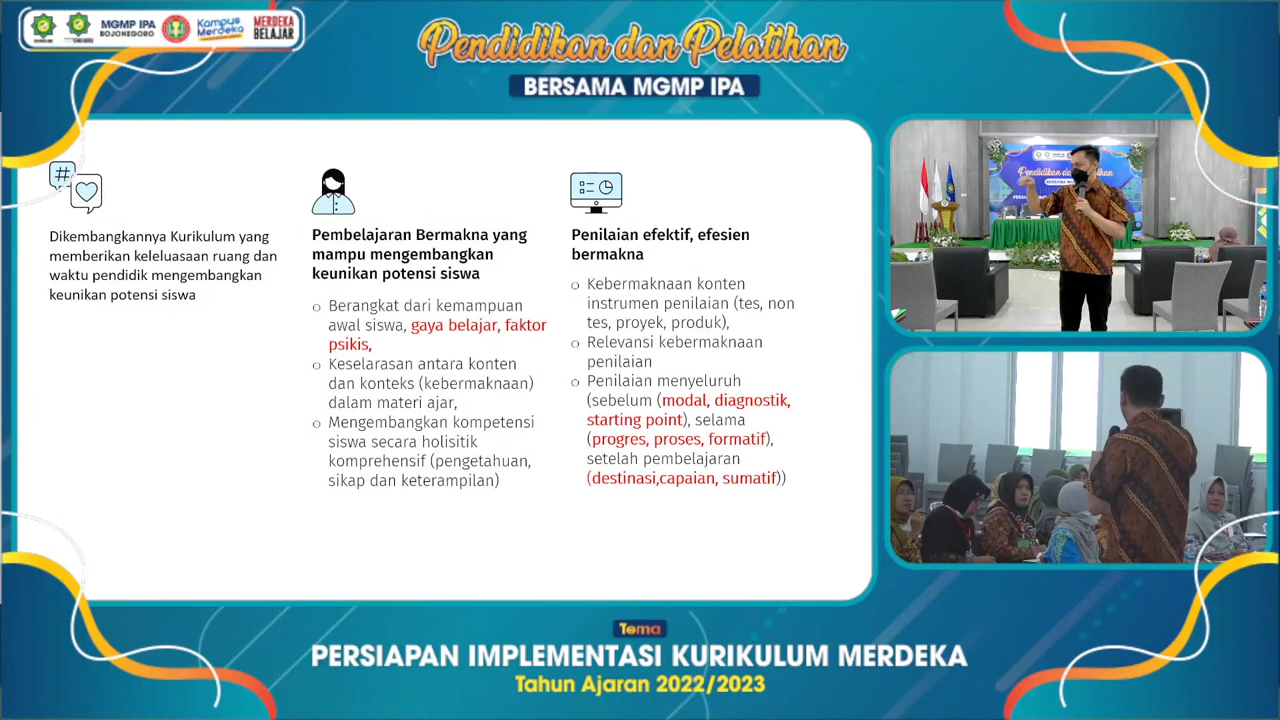 MGMP IPA
BOJONEGORO
Kampus
Merdeka
MERDEKA
BELAJAR
Pendidikan dan Pelatihan
BERSAMA MGMP IPA
#
Dikembangkannya Kurikulum yang
memberikan keleluasaan ruang dan
waktu pendidik mengembangkan
keunikan potensi siswa
Pembelajaran Bermakna yang
mampu mengembangkan
keunikan potensi siswa
Berangkat dari kemampuan
awal siswa, gaya belajar, faktor
psikis,
Keselarasan antara konten
dan konteks (kebermaknaan)
dalam materi ajar,
Mengembangkan kompetensi
siswa secara holisitik
komprehensif (pengetahuan,
sikap dan keterampilan)
Penilaian efektif, efesien
bermakna
Kebermaknaan konten
instrumen penilaian (tes, non
tes, proyek, produk),
Relevansi kebermaknaan
penilaian
Penilaian menyeluruh
(sebelum (modal, diagnostik,
starting point), selama
(progres, proses, formatif),
setelah pembelajaran
(destinasi,capaian, sumatif))
Pendidikan dan
Tema
PERSIAPAN IMPLEMENTASI KURIKULUM MERDEKA
Tahun Ajaran 2022/2023